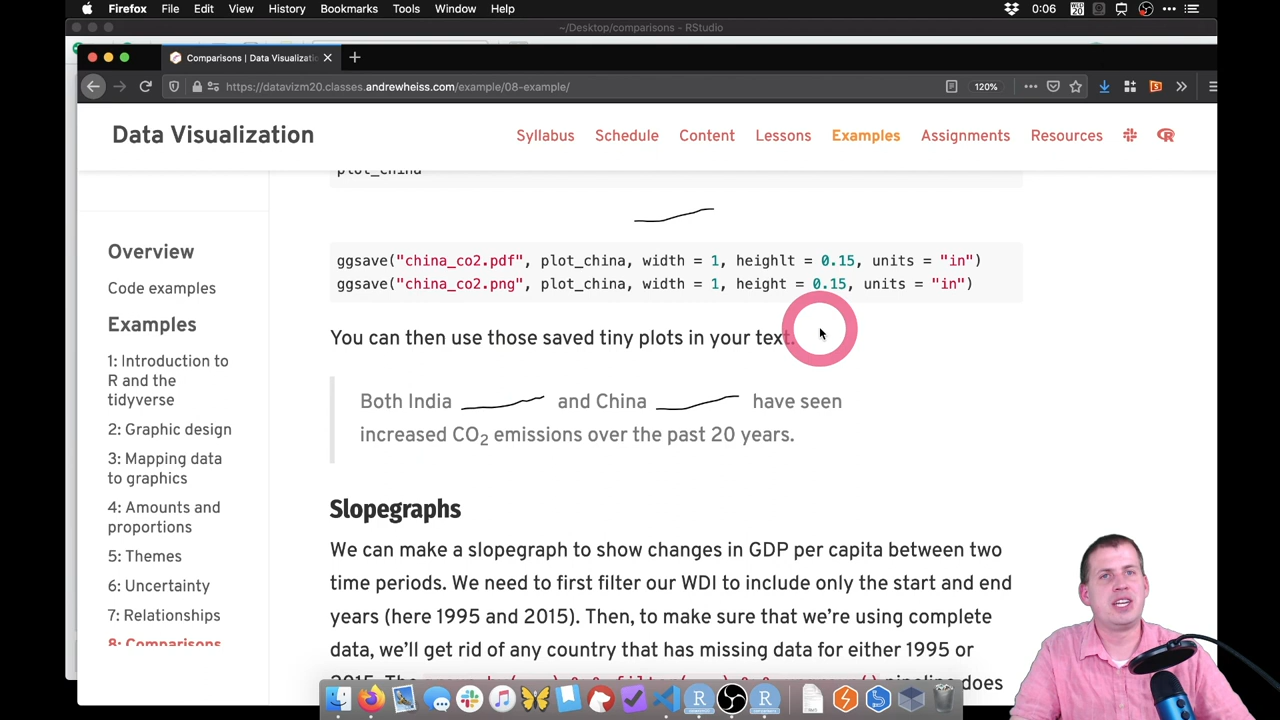 Firefox File Edit View History Bookmarks Tools Window Help 0:06 WED 20
~/Desktop/comparisons - RStudio
Comparisons | Data Visualizatio
https://datavizm20.classes.andrewheiss.com/example/08-example/ 120%
Data Visualization Syllabus Schedule Content Lessons Examples Assignments Resources
plot_china
ggsave("china_co2.pdf", plot_china, width = 1, heighlt = 0.15, units = "in")
ggsave("china_co2.png", plot_china, width = 1, height = 0.15, units = "in")
You can then use those saved tiny plots in your text.
Both India and China have seen
increased CO2 emissions over the past 20 years.
Slopegraphs
We can make a slopegraph to show changes in GDP per capita between two
time periods. We need to first filter our WDI to include only the start and end
years (here 1995 and 2015). Then, to make sure that we're using complete
data, we'll get rid of any country that has missing data for either 1995 or
2015. The pipeline does
Overview
Code examples
Examples
1: Introduction to
R and the
tidyverse
2: Graphic design
3: Mapping data
to graphics
4: Amounts and
proportions
5: Themes
6: Uncertainty
7: Relationships
8: Comparisons